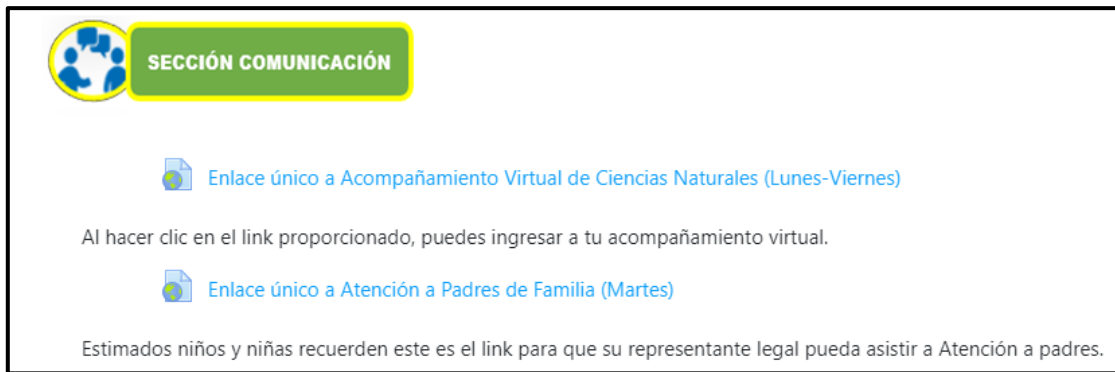 SECCIÓN COMUNICACIÓN
Enlace único a Acompañamiento Virtual de Ciencias Naturales (Lunes-Viernes)
Al hacer clic en el link proporcionado, puedes ingresar a tu acompañamiento virtual.
Enlace único a Atención a Padres de Familia (Martes)
Estimados niños y niñas recuerden este es el link para que su representante legal pueda asistir a Atención a padres.